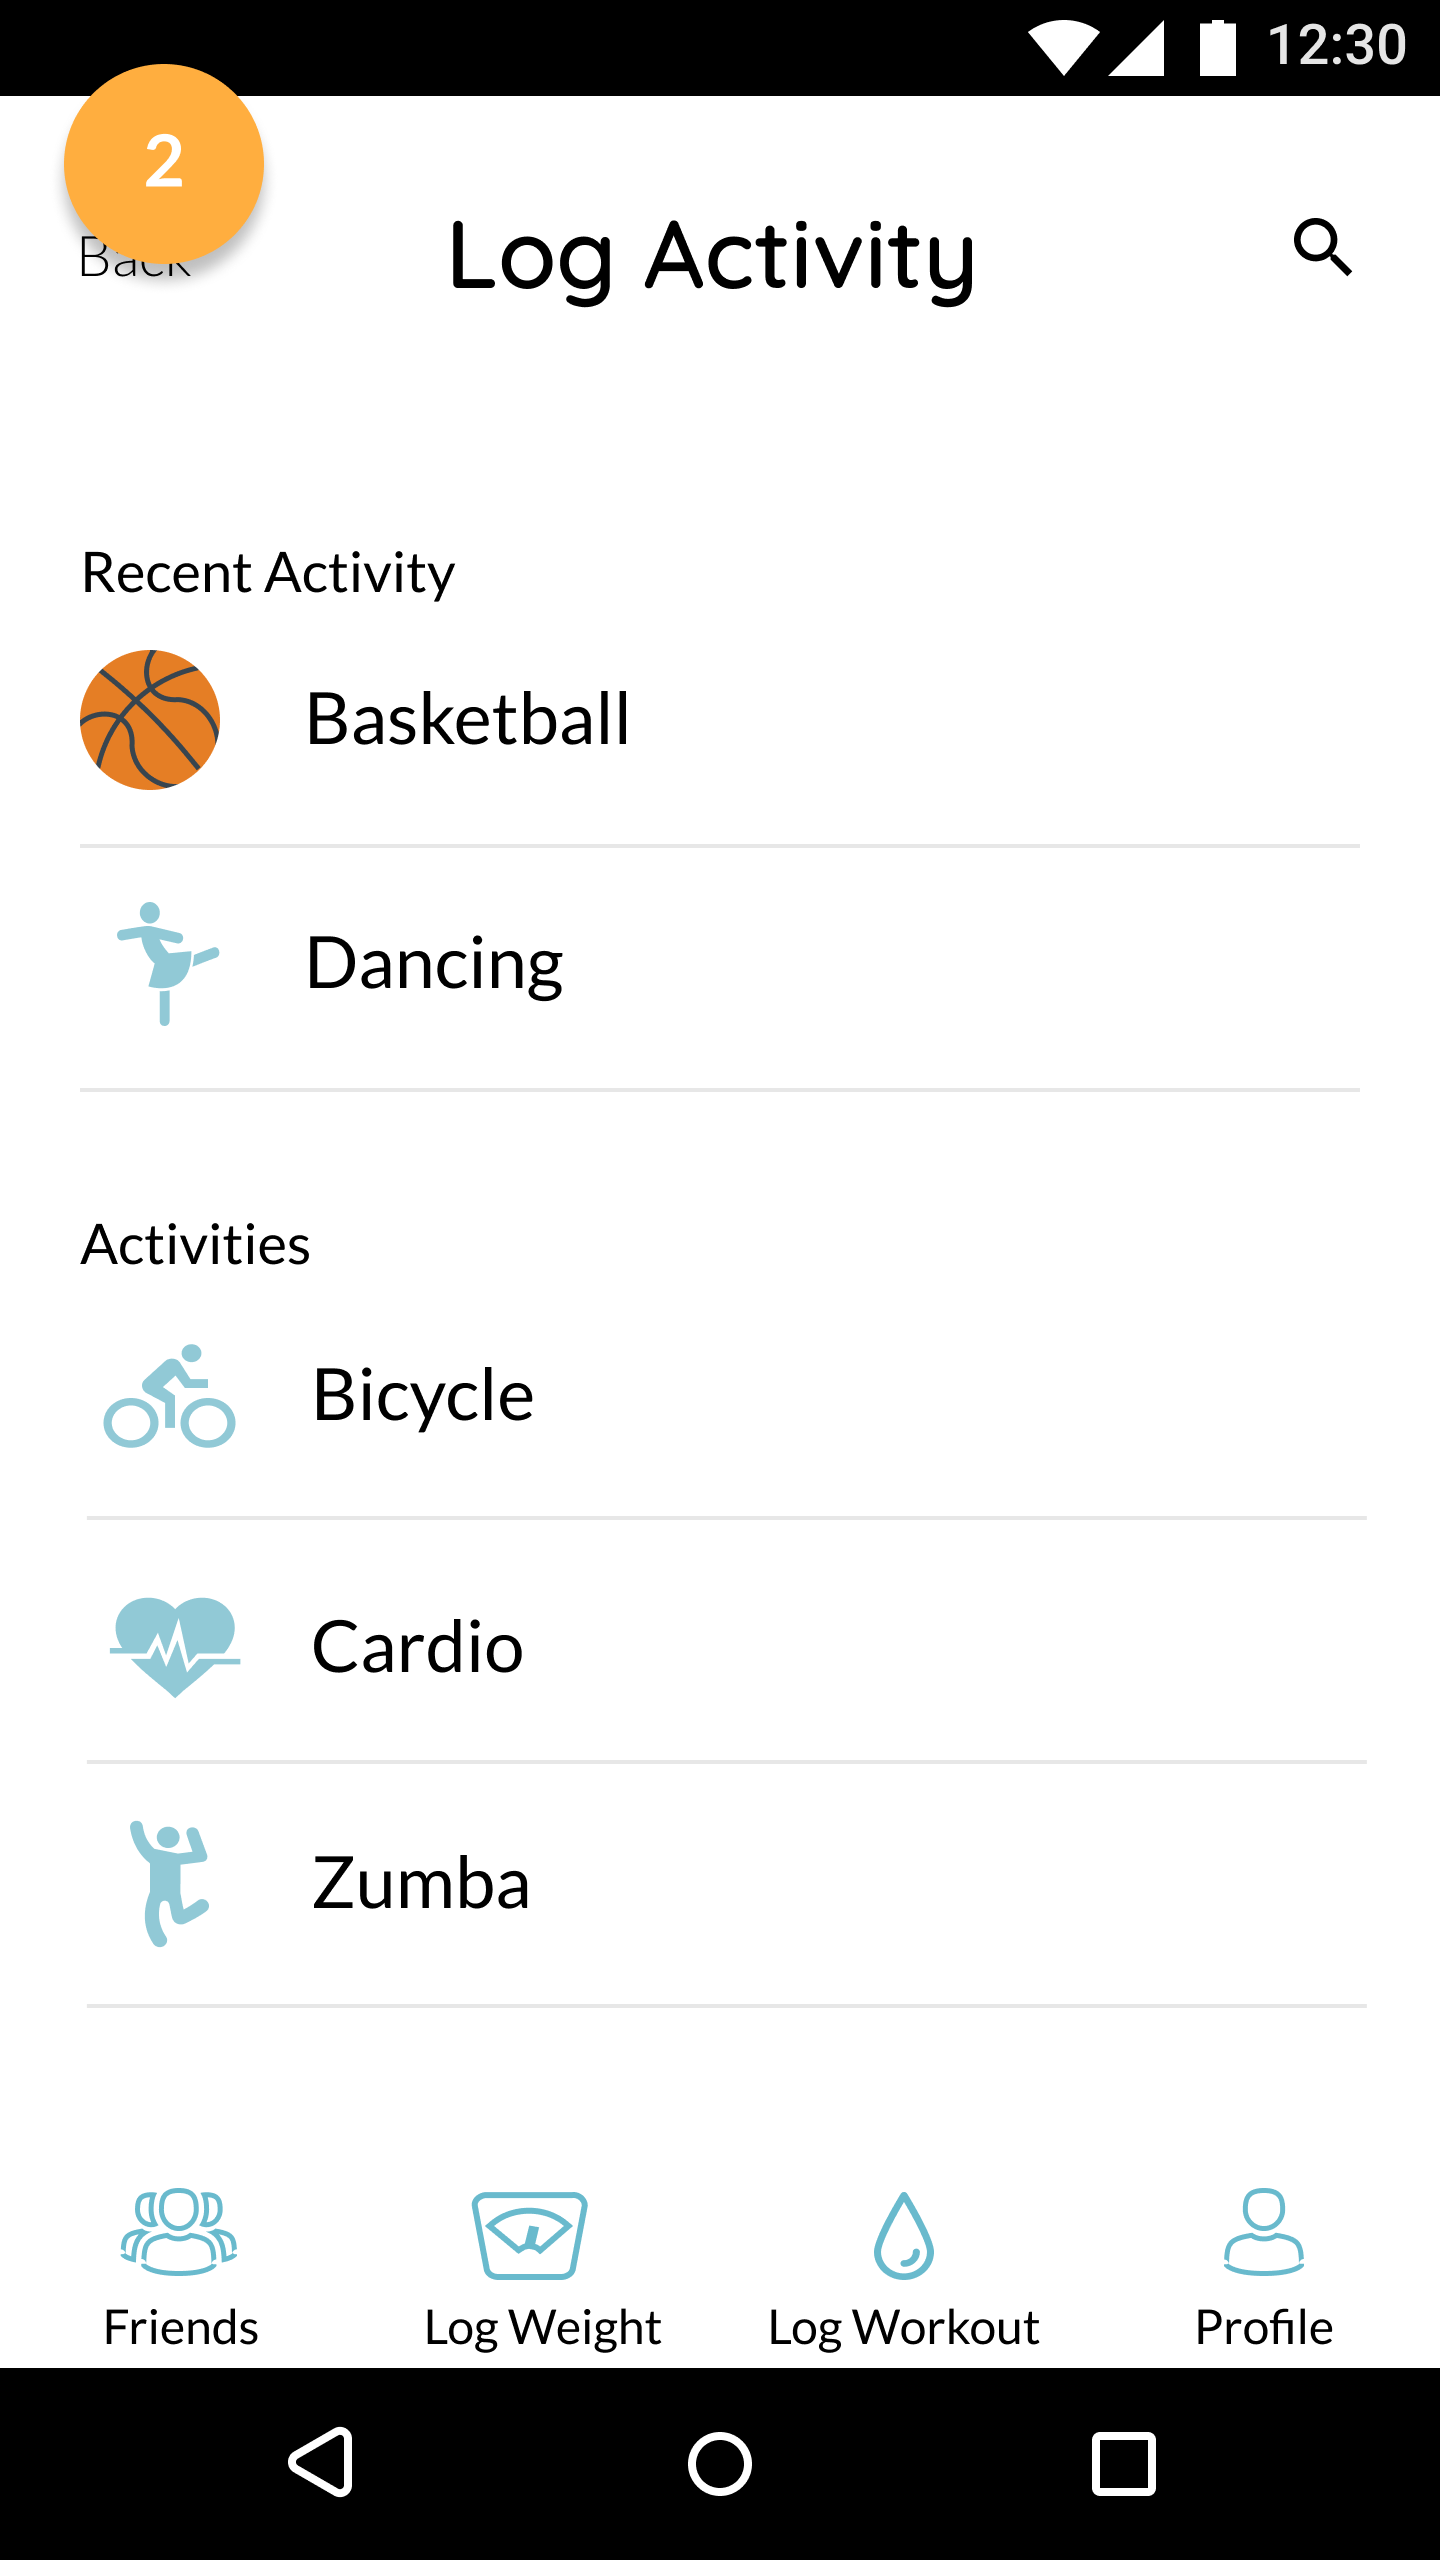 12:30
2
Back
Log Activity
Recent Activity
Basketball
Dancing
Activities
Bicycle
Cardio
Zumba
Friends
Log Weight
Log Workout
Profile